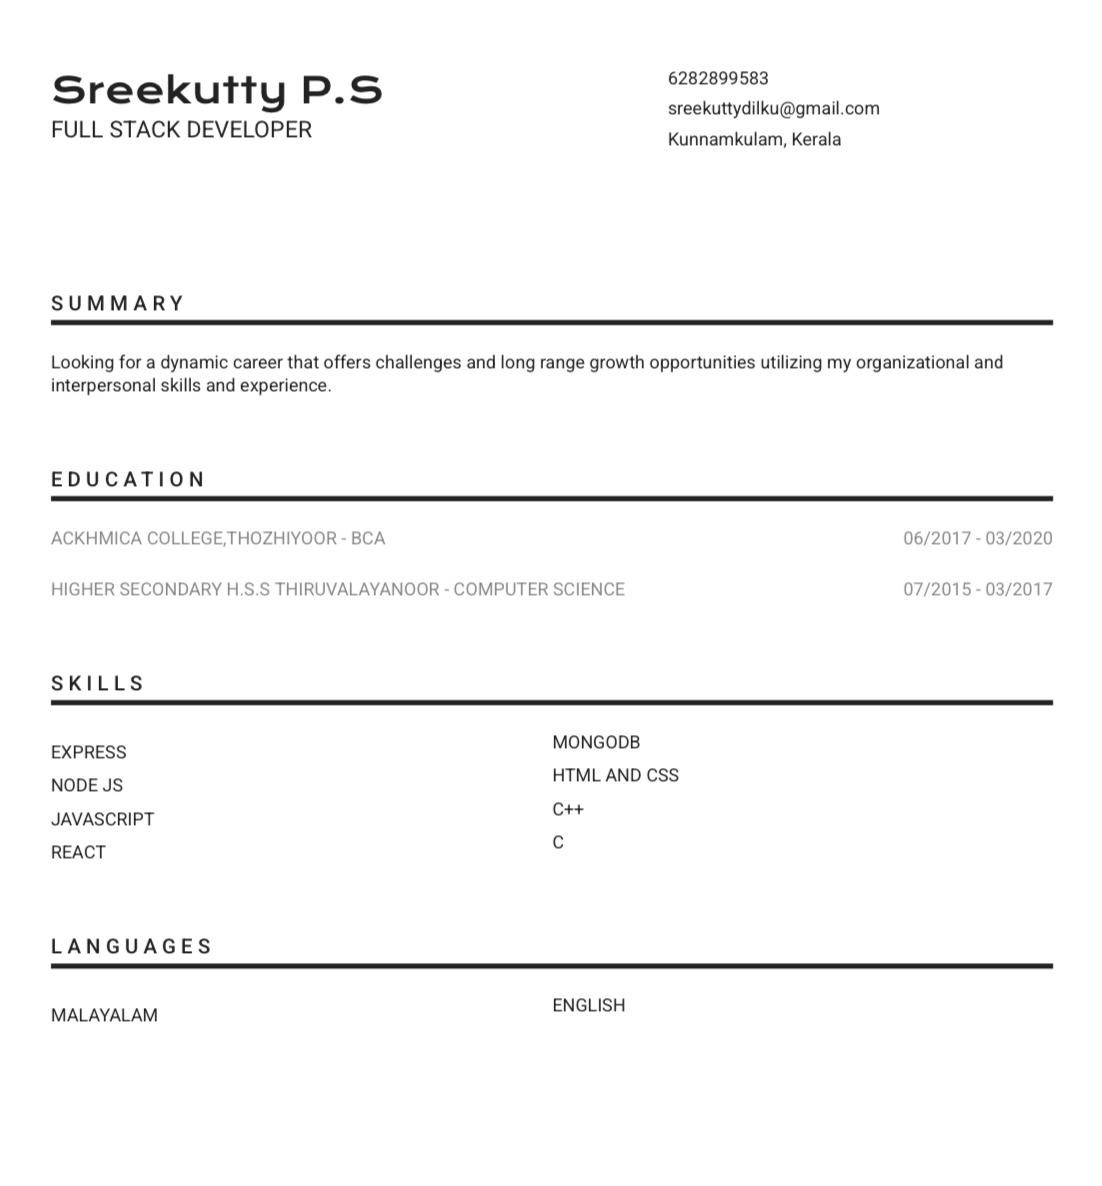 Sreekutty P.S
FULL STACK DEVELOPER
6282899583
sreekuttydilku@gmail.com
Kunnamkulam, Kerala
SUMMARY
Looking for a dynamic career that offers challenges and long range growth opportunities utilizing my organizational and
interpersonal skills and experience.
EDUCATION
ACKHMICA COLLEGE,THOZHIYOOR - BCA 06/2017 - 03/2020
HIGHER SECONDARY H.S.S THIRUVALAYANOOR - COMPUTER SCIENCE 07/2015 - 03/2017
SKILLS
EXPRESS
NODE JS
JAVASCRIPT
REACT
MONGODB
HTML AND CSS
C++
C
LANGUAGES
MALAYALAM
ENGLISH